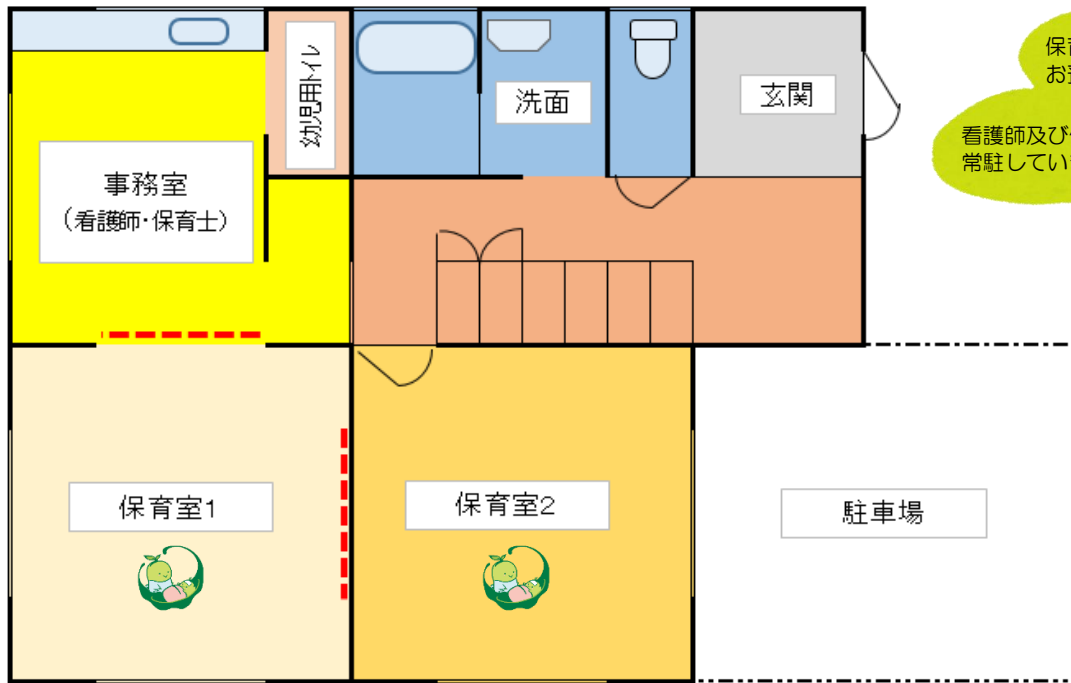 幼児用トイレ
洗面
玄関
保育
看護師及び
常駐してい
事務室
(看護師・保育士)
保育室1
保育室2
駐車場